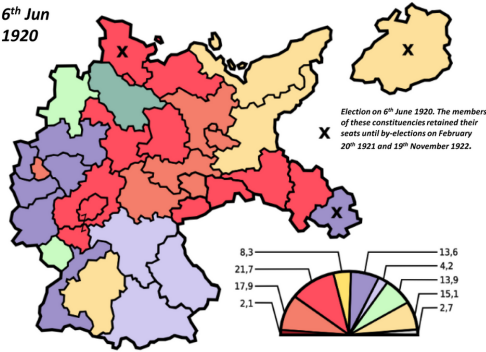 6th Jun
1920
X
X
Election on 6th June 1920. The members
of these constituencies retained their
seats until by-elections on February
20th 1921 and 19th November 1922.
X
X
8,3
13,6
21,7
4,2
17,9
13,9
2,1
15,1
2,7